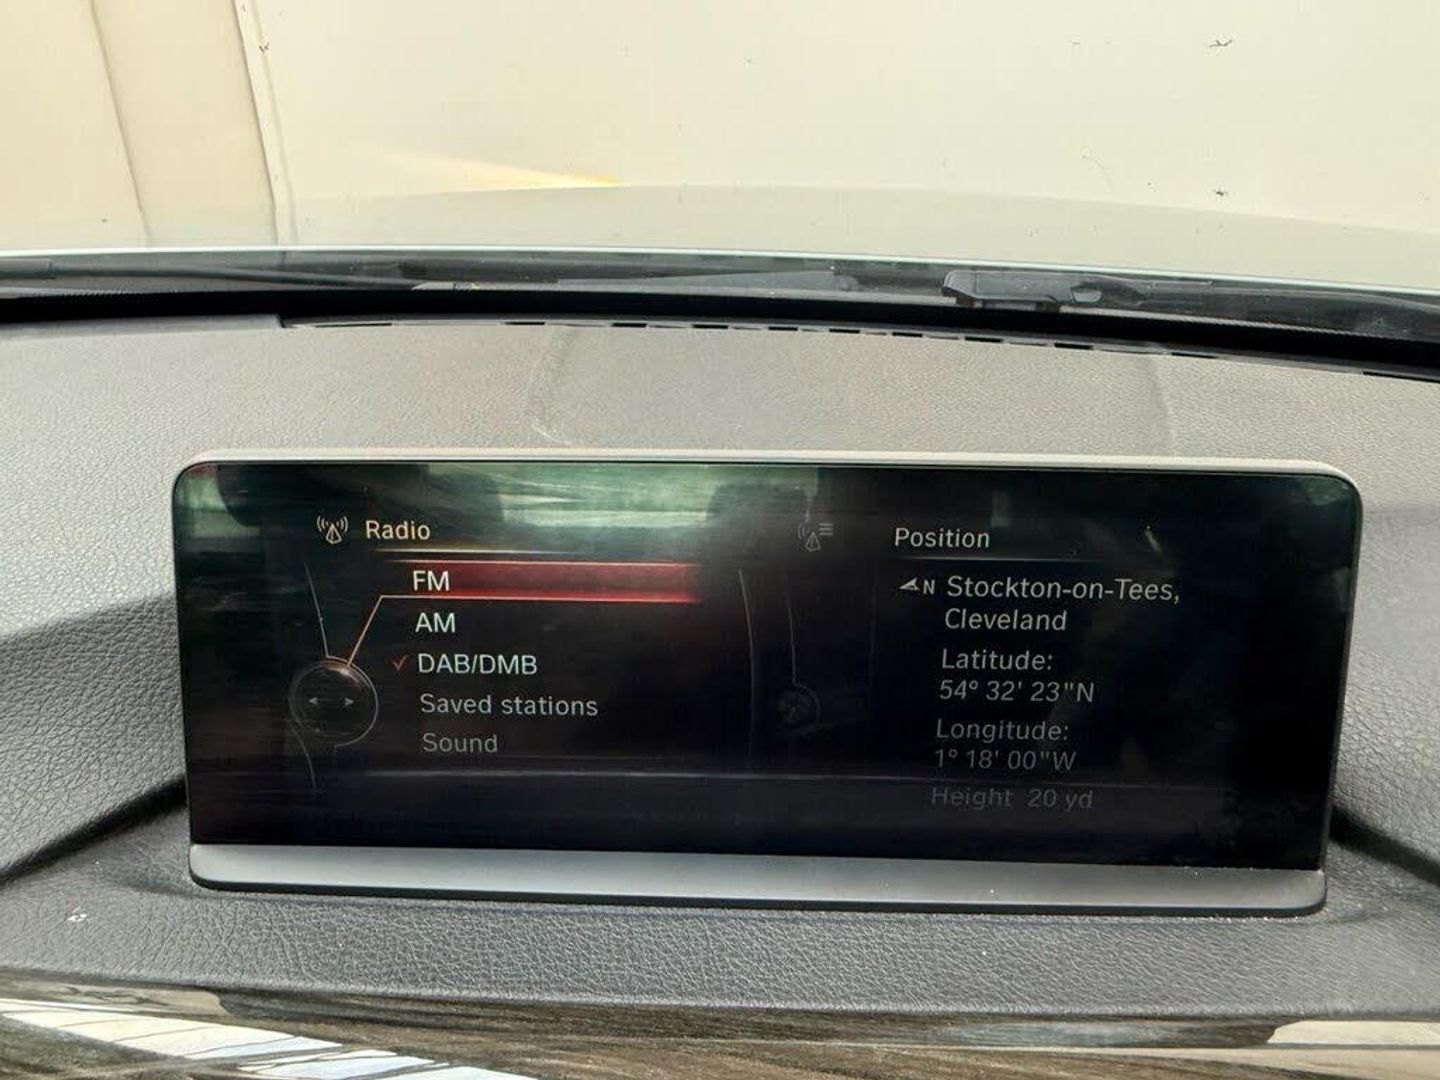 Radio
FM
AM
DAB/DMB
Saved stations
Sound
Position
N Stockton-on-Tees,
Cleveland
Latitude:
54° 32' 23"N
Longitude:
1° 18' 00"W
Height 20 yd